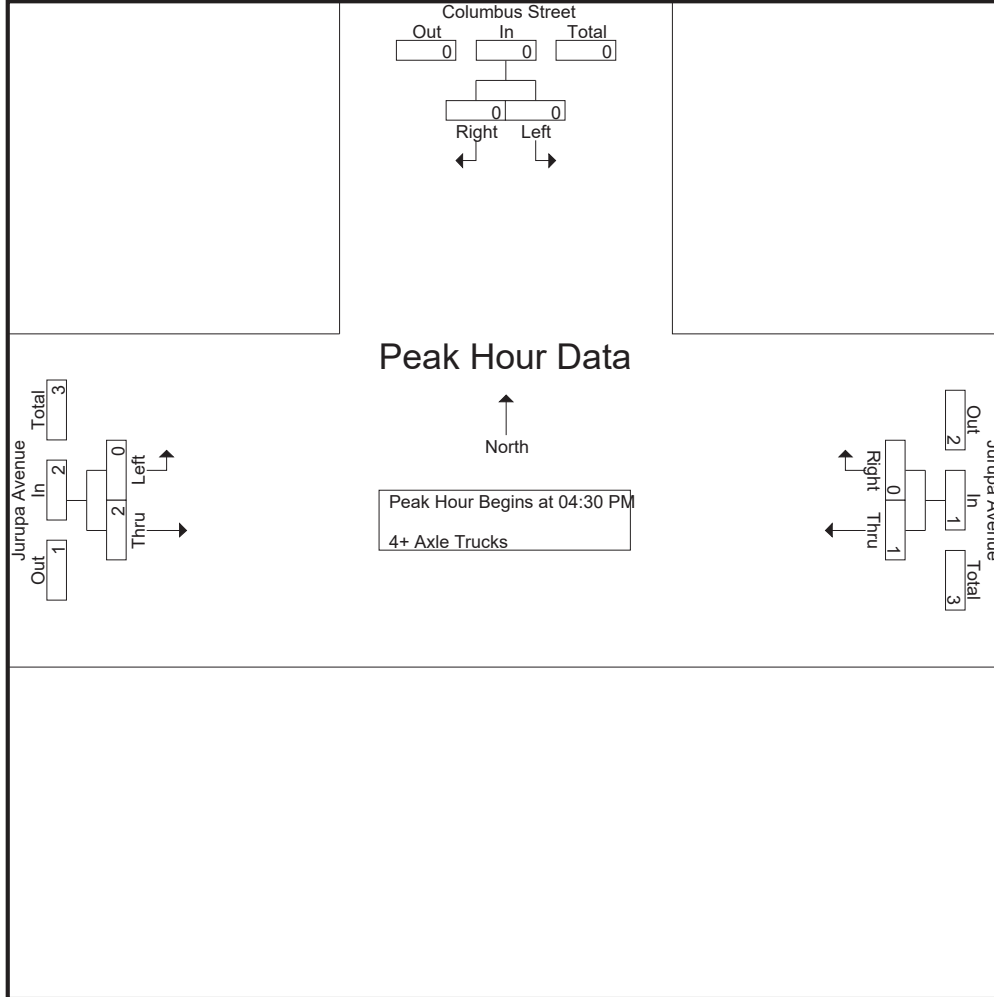 Columbus Street
Out In Total
0 0 0
0 0
Right Left
Peak Hour Data
North
Peak Hour Begins at 04:30 PM
4+ Axle Trucks
Jurupa Avenue
Out In Total
1 2 3
Thru Left
2 0
Jurupa Avenue
Out In Total
2 1 3
Right Thru
0 1